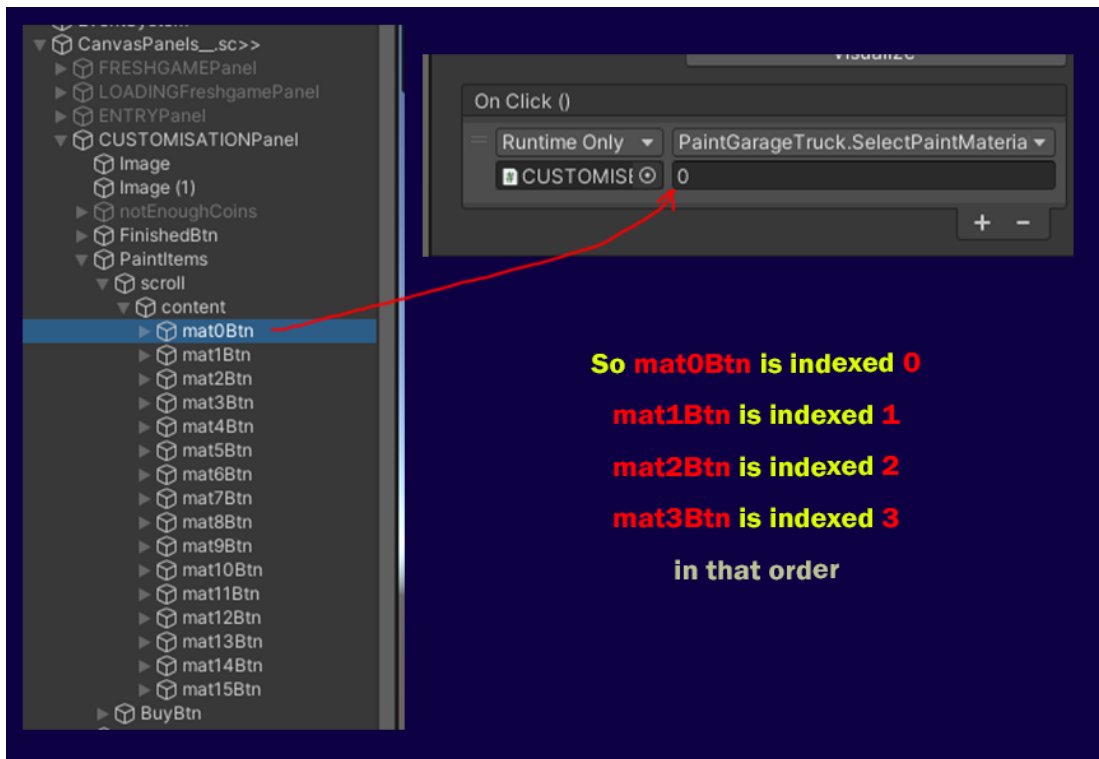 CanvasPanels__.sc>>
FRESHGAMEPanel
LOADINGFreshgamePanel
ENTRYPanel
CUSTOMISATIONPanel
Image
Image (1)
notEnoughCoins
FinishedBtn
PaintItems
scroll
content
mat0Btn
mat1Btn
mat2Btn
mat3Btn
mat4Btn
mat5Btn
mat6Btn
mat7Btn
mat8Btn
mat9Btn
mat10Btn
mat11Btn
mat12Btn
mat13Btn
mat14Btn
mat15Btn
BuyBtn
On Click ()
Runtime Only PaintGarageTruck.SelectPaintMateria
CUSTOMISE 0
+ −
So mat0Btn is indexed 0
mat1Btn is indexed 1
mat2Btn is indexed 2
mat3Btn is indexed 3
in that order